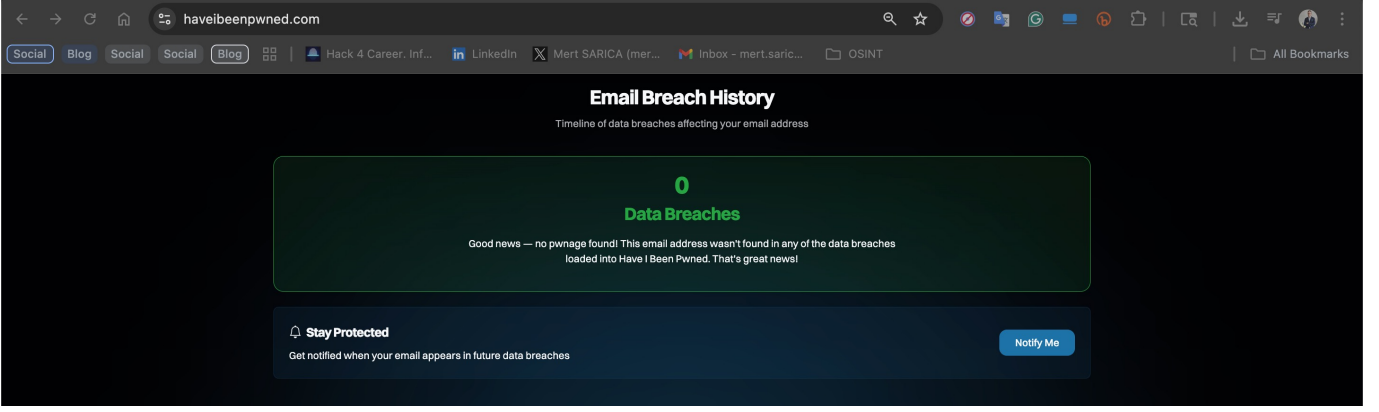 haveibeenpwned.com
Social Blog Social Social Blog Hack 4 Career. Inf... LinkedIn Mert SARICA (mer... Inbox - mert.saric... OSINT All Bookmarks
Email Breach History
Timeline of data breaches affecting your email address
0
Data Breaches
Good news — no pwnage found! This email address wasn't found in any of the data breaches
loaded into Have I Been Pwned. That's great news!
Stay Protected
Get notified when your email appears in future data breaches
Notify Me